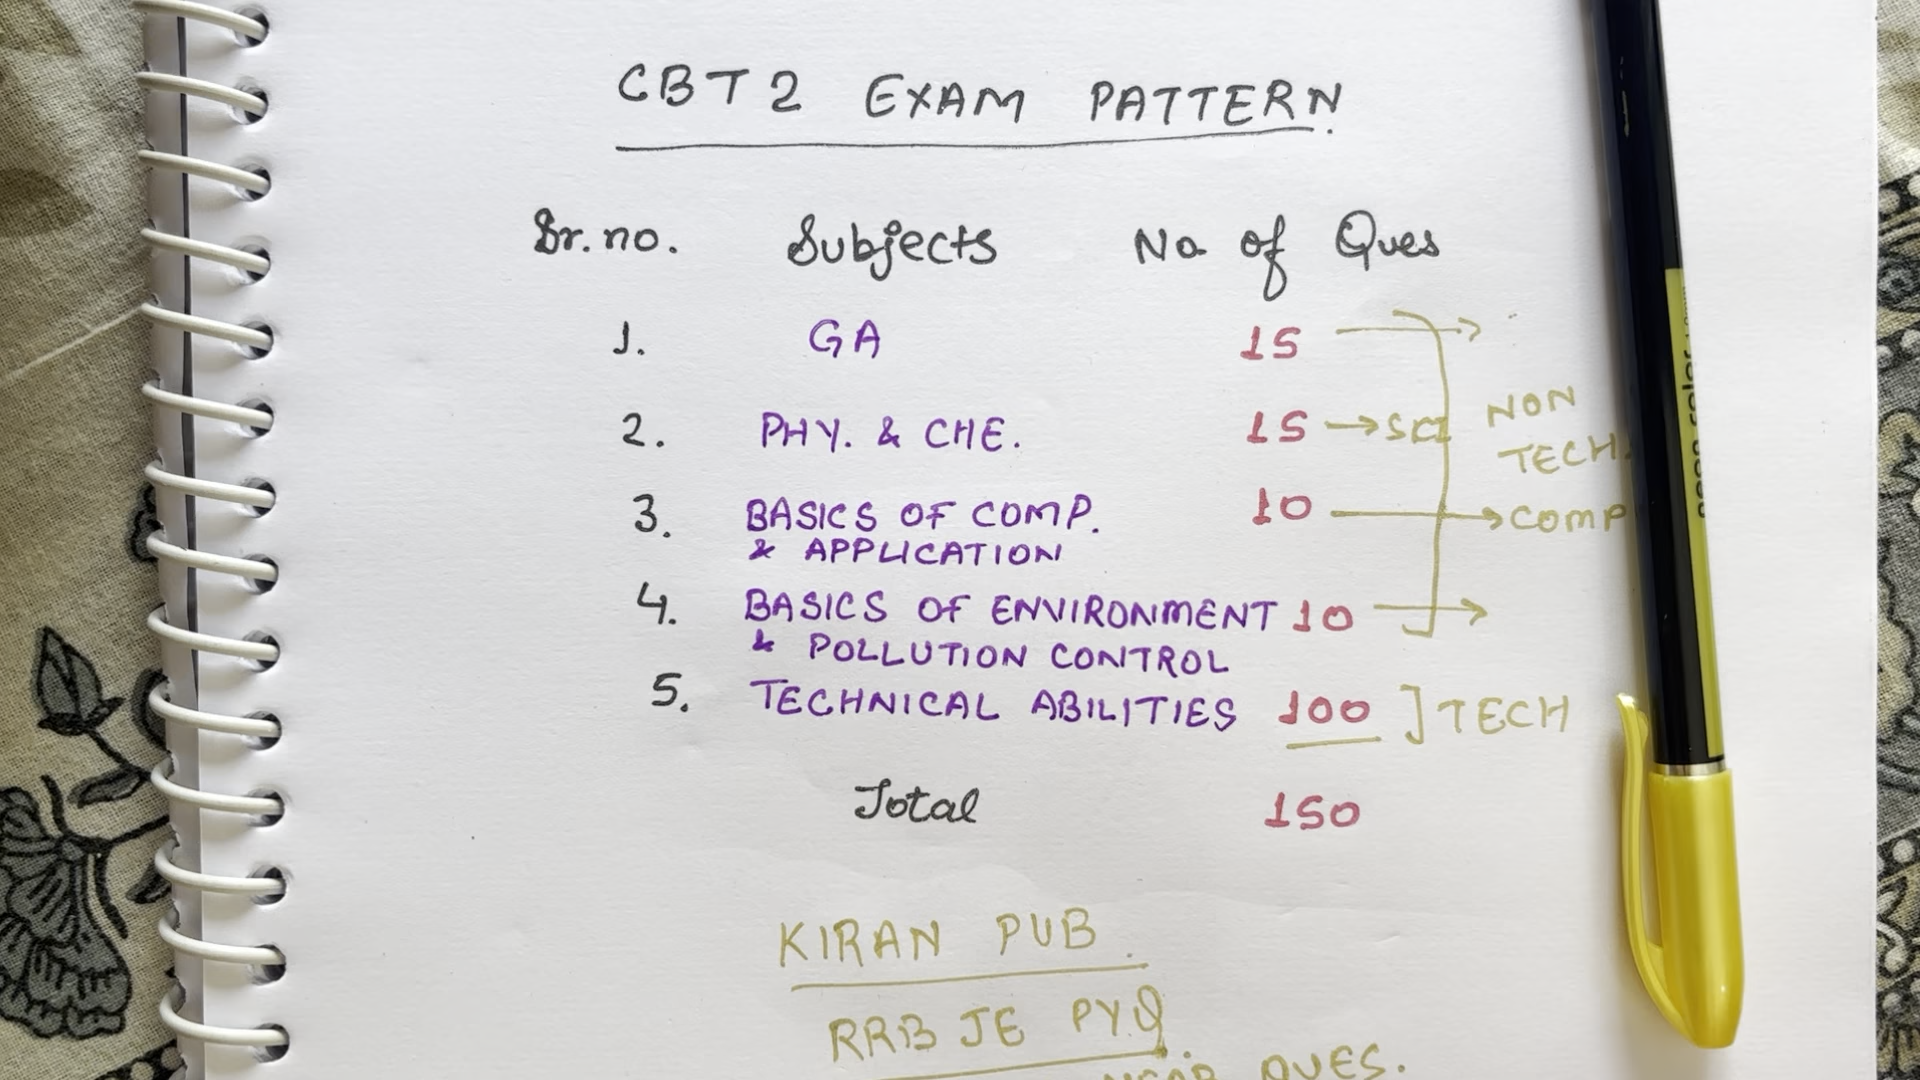 CBT 2 EXAM PATTERN.
Sr. no. Subjects No of Ques
1. GA 15 →
2. PHY. & CHE. 15 → SCI
NON
TECH.
3. BASICS OF COMP. 10 → COMP
& APPLICATION
4. BASICS OF ENVIRONMENT 10 →
& POLLUTION CONTROL
5. TECHNICAL ABILITIES 100 ] TECH
Total 150
KIRAN PUB.
RRB JE PYQ.
QUES.